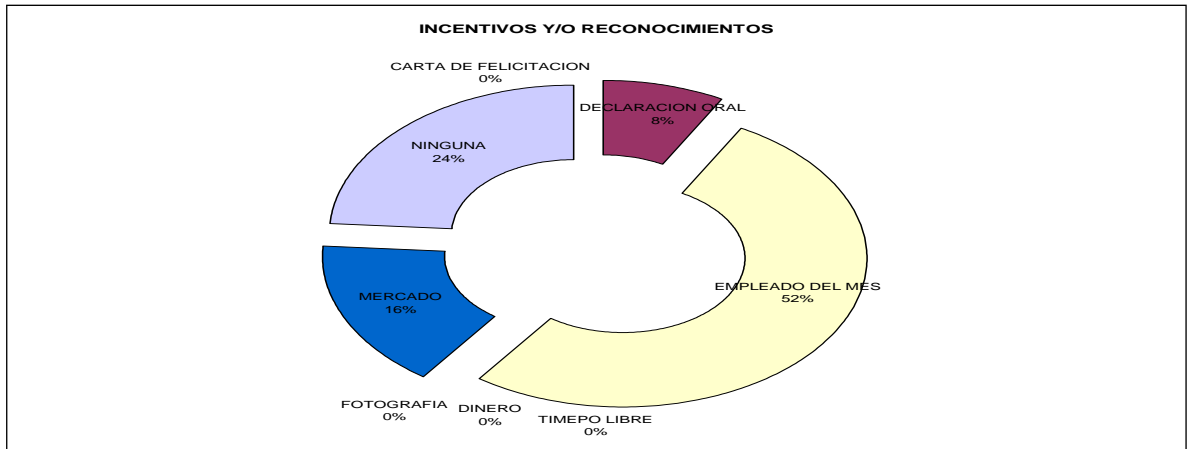 INCENTIVOS Y/O RECONOCIMIENTOS
CARTA DE FELICITACION
0%
DECLARACION ORAL
8%
NINGUNA
24%
EMPLEADO DEL MES
52%
MERCADO
16%
FOTOGRAFIA
0%
DINERO
0%
TIMEPO LIBRE
0%